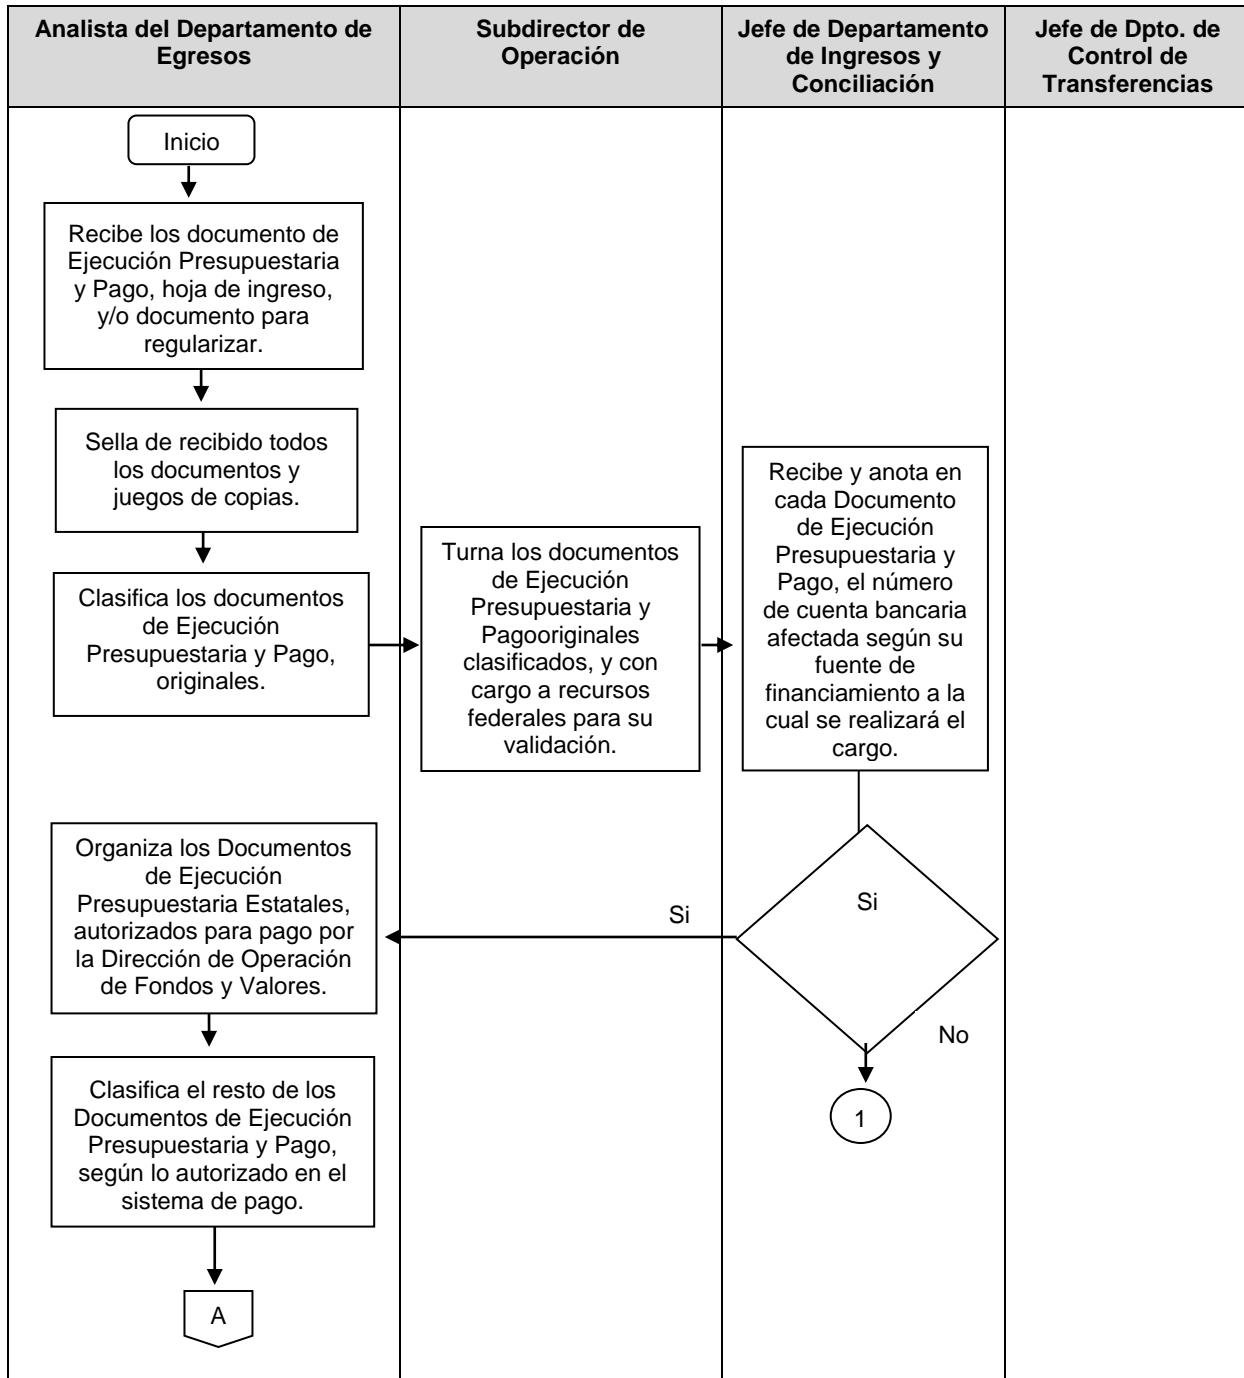 Analista del Departamento de
Egresos
Subdirector de
Operación
Jefe de Departamento
de Ingresos y
Conciliación
Jefe de Dpto. de
Control de
Transferencias
Inicio
Recibe los documento de
Ejecución Presupuestaria
y Pago, hoja de ingreso,
y/o documento para
regularizar.
Sella de recibido todos
los documentos y
juegos de copias.
Clasifica los documentos
de Ejecución
Presupuestaria y Pago,
originales.
Turna los documentos
de Ejecución
Presupuestaria y
Pagooriginales
clasificados, y con
cargo a recursos
federales para su
validación.
Recibe y anota en
cada Documento
de Ejecución
Presupuestaria y
Pago, el número
de cuenta bancaria
afectada según su
fuente de
financiamiento a la
cual se realizará el
cargo.
Si
Si
No
1
Organiza los Documentos
de Ejecución
Presupuestaria Estatales,
autorizados para pago por
la Dirección de Operación
de Fondos y Valores.
Clasifica el resto de los
Documentos de Ejecución
Presupuestaria y Pago,
según lo autorizado en el
sistema de pago.
A